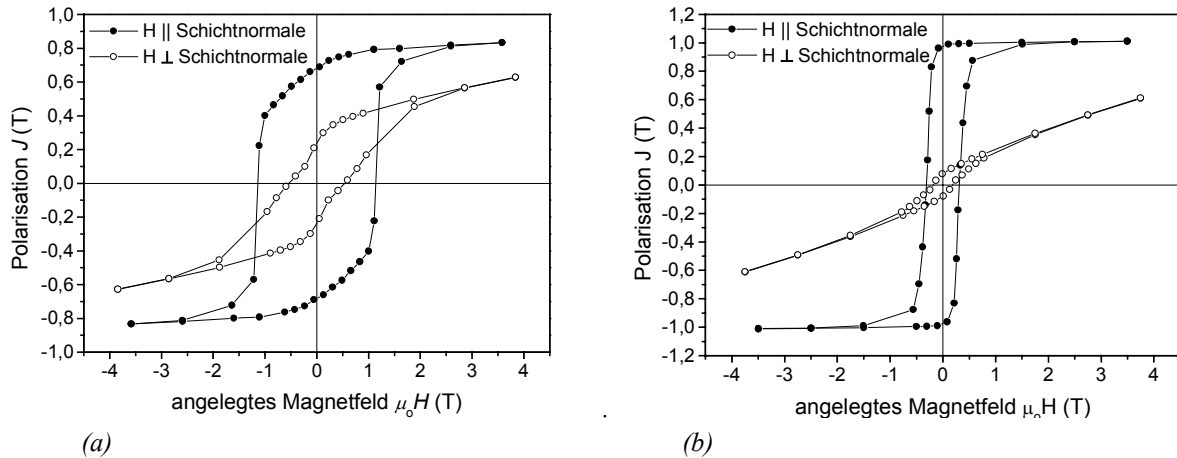 1,0
0,8
0,6
0,4
0,2
0,0
-0,2
-0,4
-0,6
-0,8
-1,0
Polarisation J (T)
H || Schichtnormale
H ⊥ Schichtnormale
-4 -3 -2 -1 0 1 2 3 4
angelegtes Magnetfeld μₒH (T)
(a)
.
1,2
1,0
0,8
0,6
0,4
0,2
0,0
-0,2
-0,4
-0,6
-0,8
-1,0
-1,2
Polarisation J (T)
H || Schichtnormale
H ⊥ Schichtnormale
-4 -3 -2 -1 0 1 2 3 4
angelegtes Magnetfeld μₒH (T)
(b)